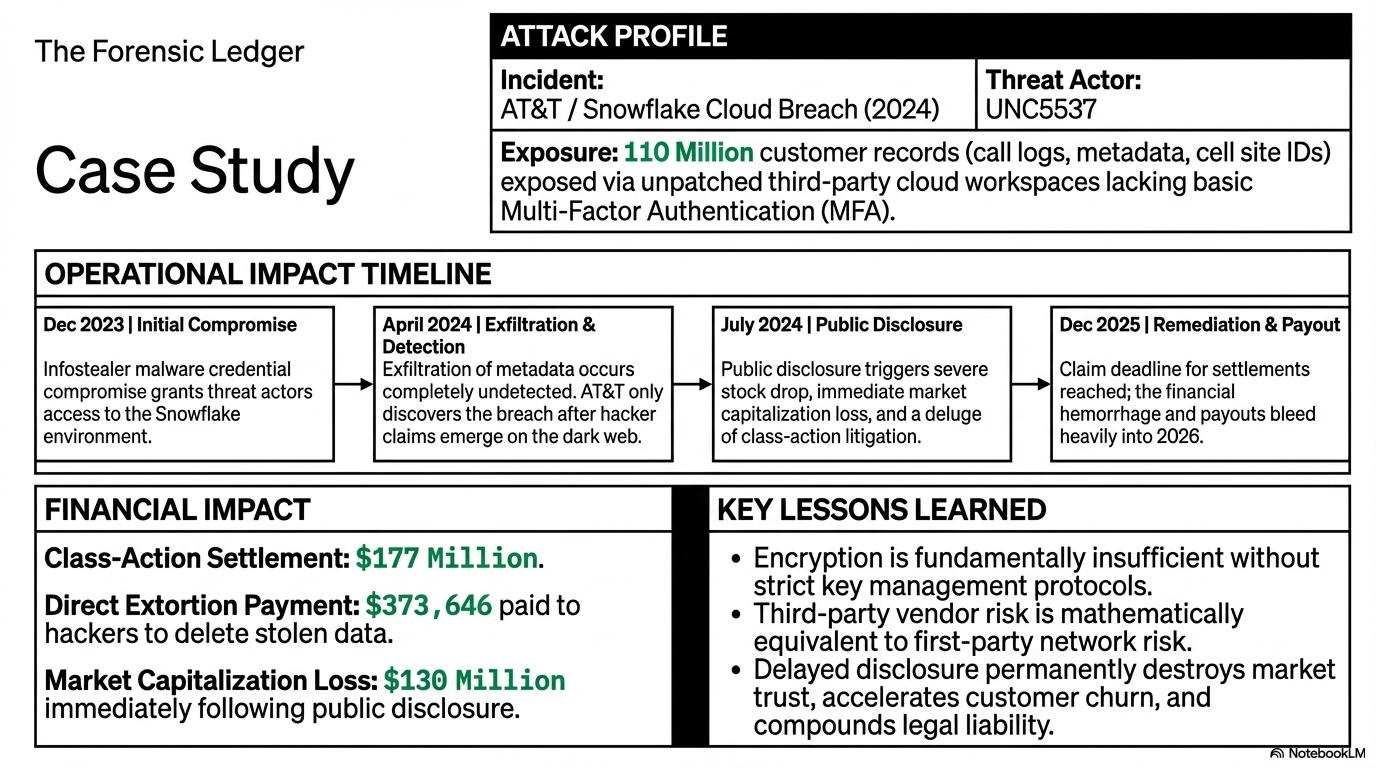 The Forensic Ledger
Case Study
ATTACK PROFILE
Incident:
AT&T / Snowflake Cloud Breach (2024)
Threat Actor:
UNC5537
Exposure: 110 Million customer records (call logs, metadata, cell site IDs)
exposed via unpatched third-party cloud workspaces lacking basic
Multi-Factor Authentication (MFA).
OPERATIONAL IMPACT TIMELINE
Dec 2023 | Initial Compromise
Infostealer malware credential
compromise grants threat actors
access to the Snowflake
environment.
April 2024 | Exfiltration &
Detection
Exfiltration of metadata occurs
completely undetected. AT&T only
discovers the breach after hacker
claims emerge on the dark web.
July 2024 | Public Disclosure
Public disclosure triggers severe
stock drop, immediate market
capitalization loss, and a deluge
of class-action litigation.
Dec 2025 | Remediation & Payout
Claim deadline for settlements
reached; the financial
hemorrhage and payouts bleed
heavily into 2026.
FINANCIAL IMPACT
Class-Action Settlement: $177 Million.
Direct Extortion Payment: $373,646 paid to
hackers to delete stolen data.
Market Capitalization Loss: $130 Million
immediately following public disclosure.
KEY LESSONS LEARNED
• Encryption is fundamentally insufficient without
strict key management protocols.
• Third-party vendor risk is mathematically
equivalent to first-party network risk.
• Delayed disclosure permanently destroys market
trust, accelerates customer churn, and
compounds legal liability.
NotebookLM